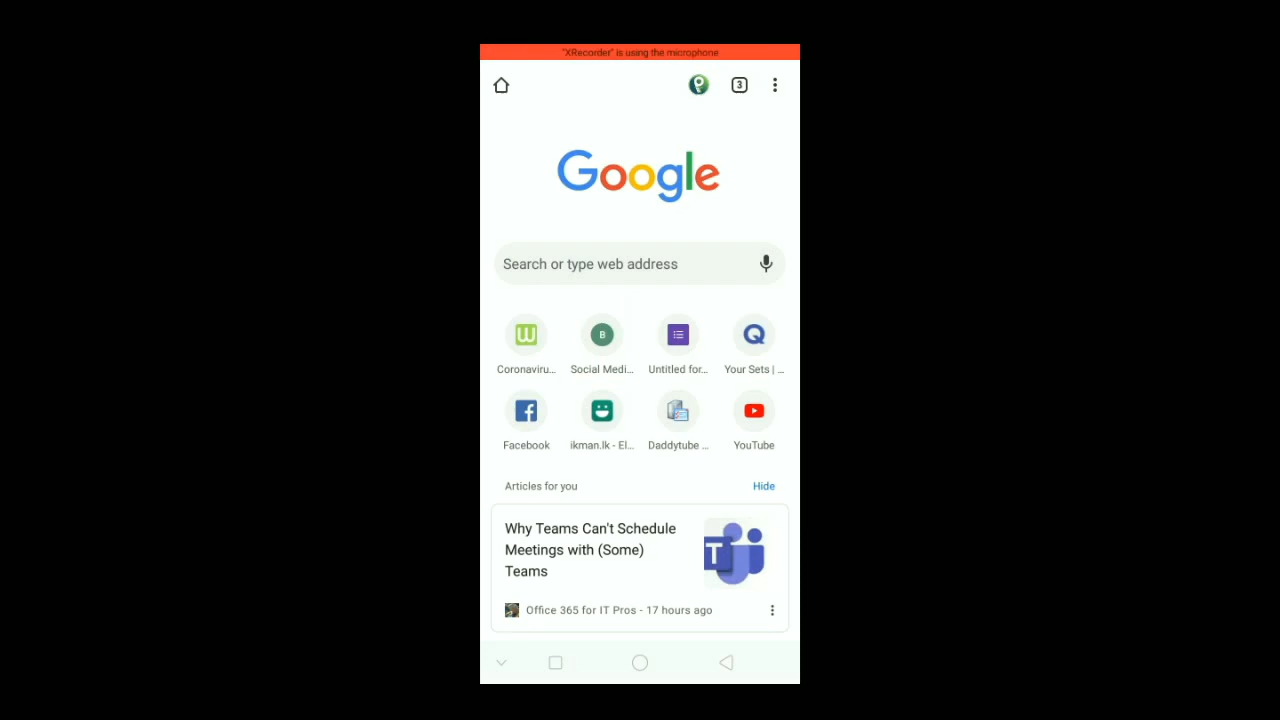 "XRecorder" is using the microphone
3
Google
Search or type web address
W
B
Q
Coronaviru...
Social Medi...
Untitled for...
Your Sets | ...
f
Facebook
ikman.lk - El...
Daddytube ...
YouTube
Articles for you
Hide
Why Teams Can't Schedule
Meetings with (Some)
Teams
T
Office 365 for IT Pros - 17 hours ago